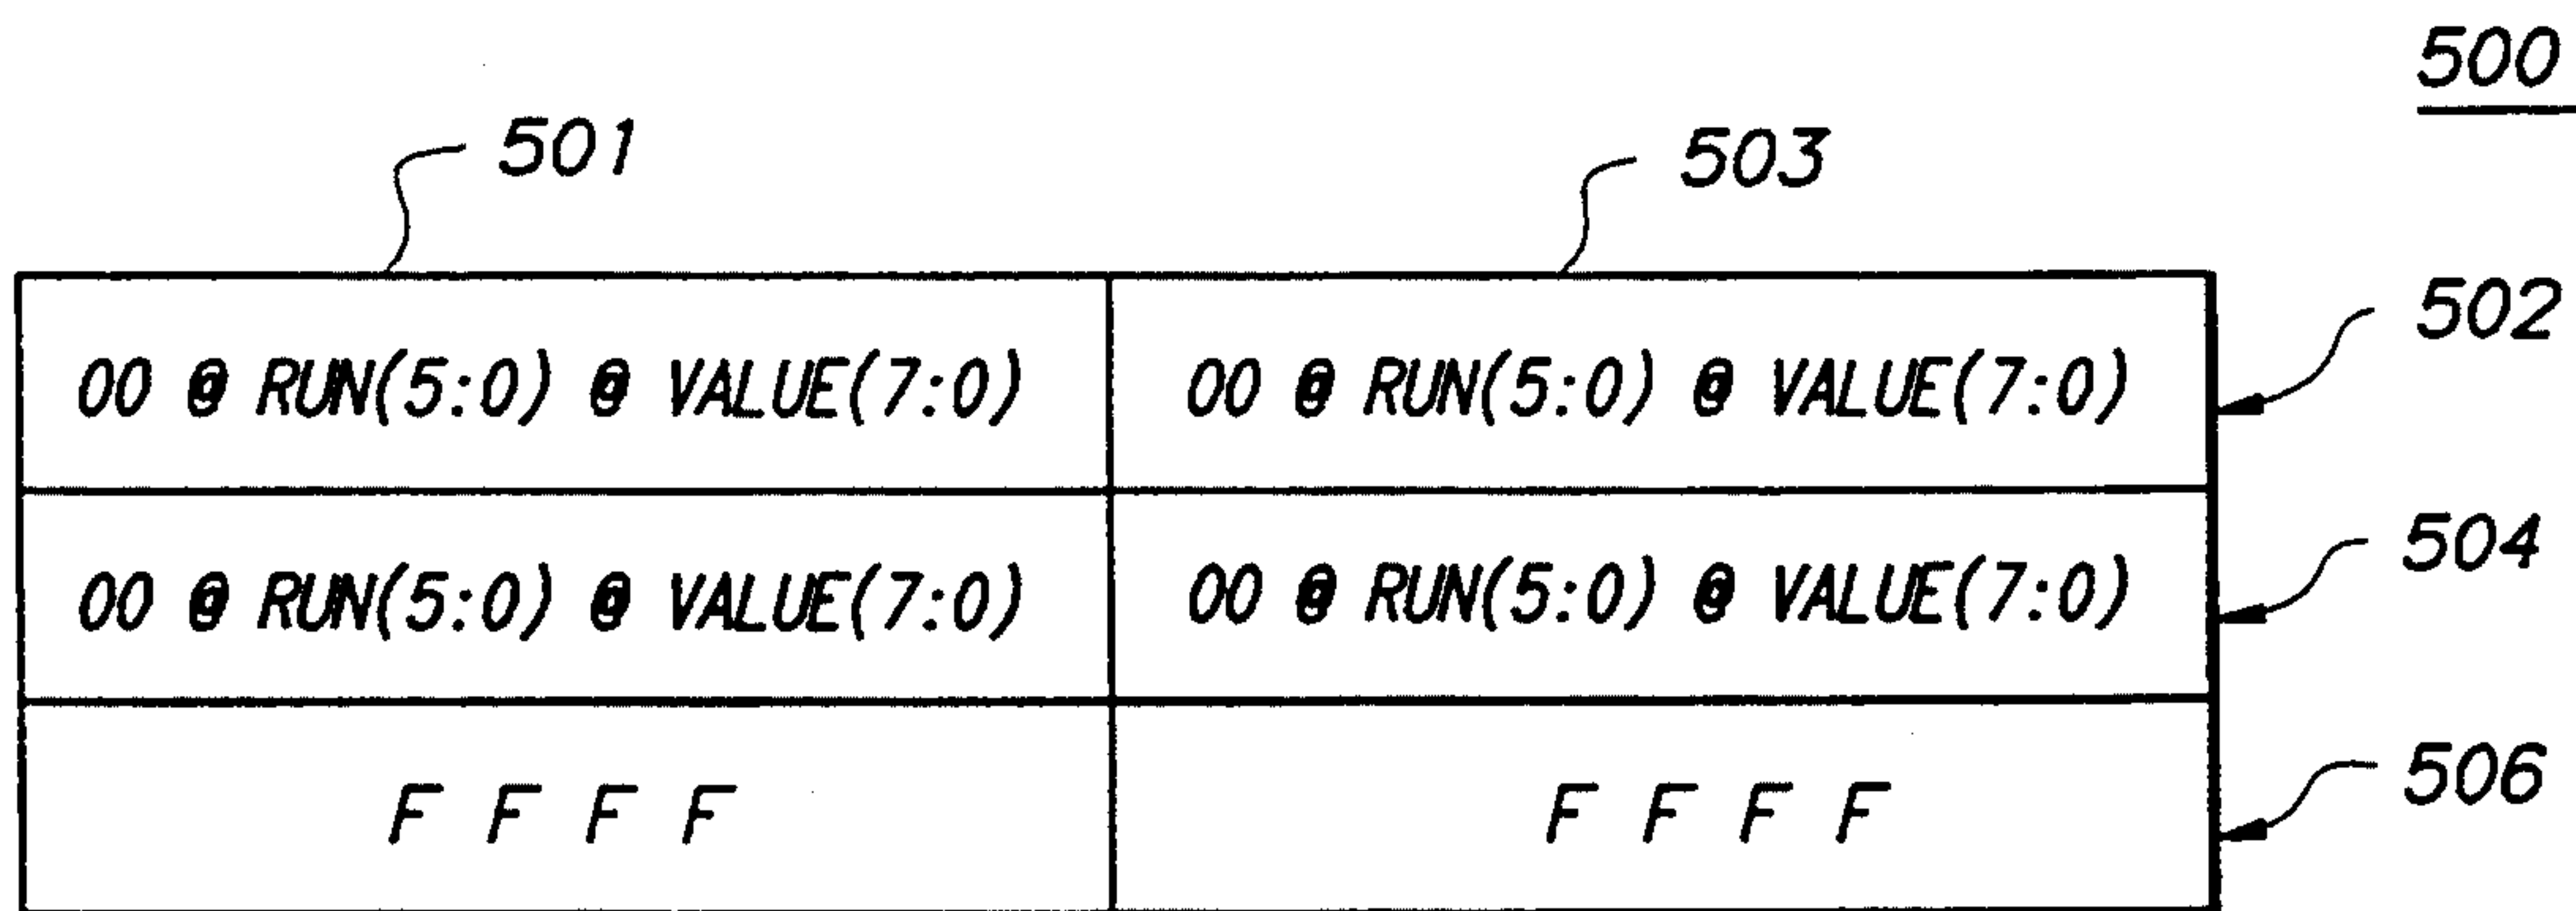 500
501 503
00 @ RUN(5:0) @ VALUE(7:0) 00 @ RUN(5:0) @ VALUE(7:0) 502
00 @ RUN(5:0) @ VALUE(7:0) 00 @ RUN(5:0) @ VALUE(7:0) 504
F F F F F F F F 506